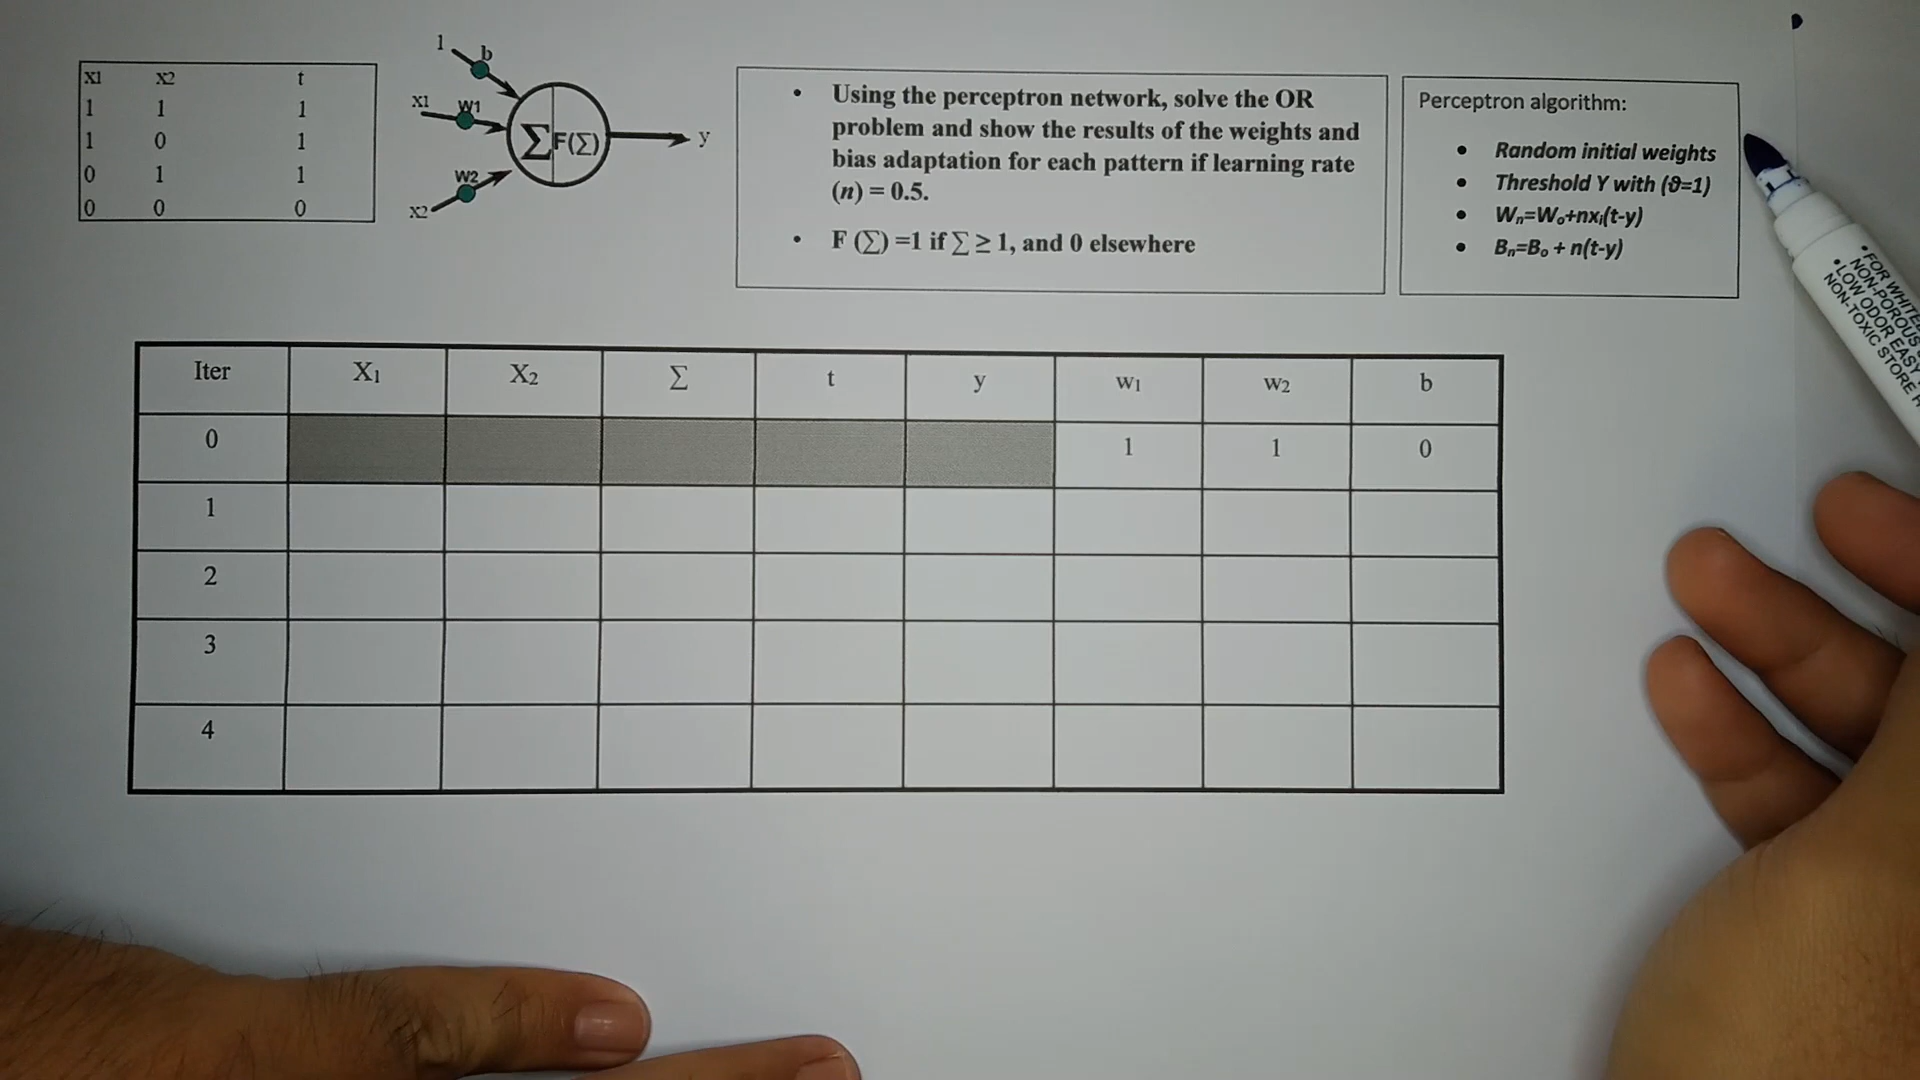 X1 X2 t
1 1 1
1 0 1
0 1 1
0 0 0
1 b
X1 W1
∑ F(∑) y
W2
X2
• Using the perceptron network, solve the OR
problem and show the results of the weights and
bias adaptation for each pattern if learning rate
(n) = 0.5.
• F (∑) =1 if ∑ ≥ 1, and 0 elsewhere
Perceptron algorithm:
• Random initial weights
• Threshold Y with (ϑ=1)
• Wn=Wo+nxi(t-y)
• Bn=Bo + n(t-y)
Iter X1 X2 ∑ t y w1 w2 b
0 1 1 0
1
2
3
4
•FOR WHITE
NON-POROUS
•LOW ODOR EASY
NON-TOXIC STORE